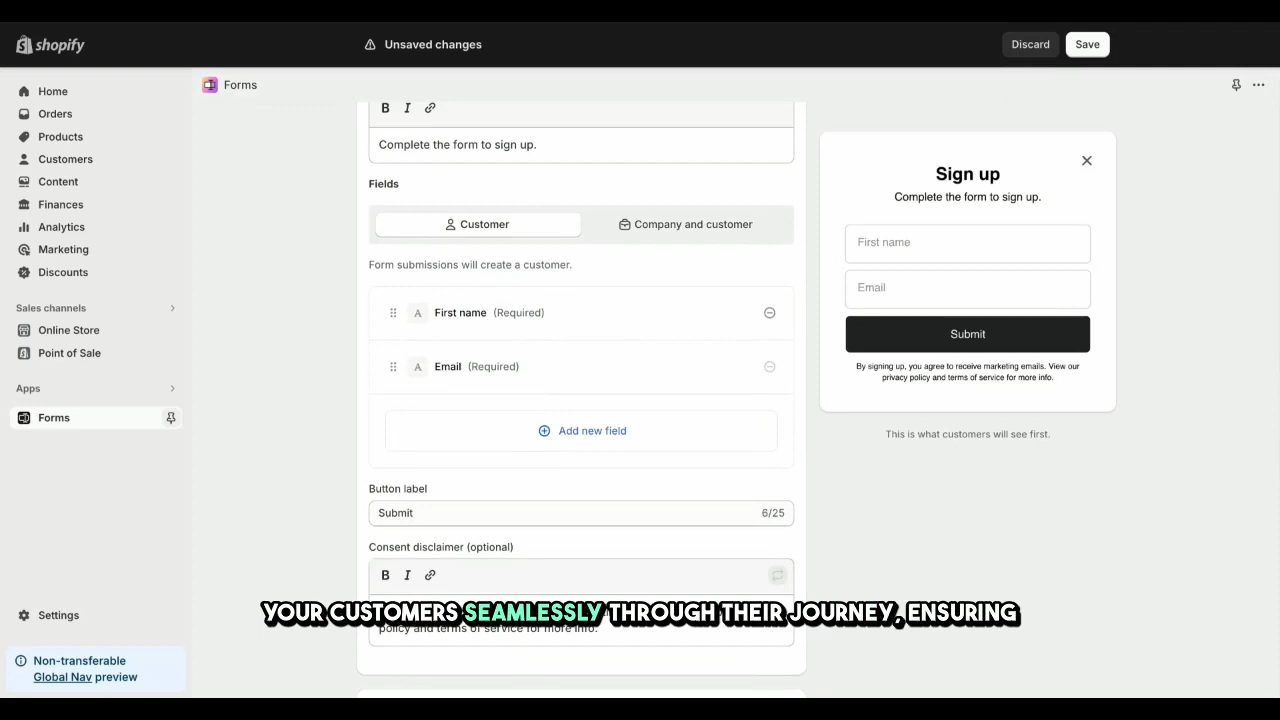 shopify
Unsaved changes
Discard
Save
Home
Orders
Products
Customers
Content
Finances
Analytics
Marketing
Discounts
Sales channels
Online Store
Point of Sale
Apps
Forms
Settings
Non-transferable
Global Nav preview
Forms
B I
Complete the form to sign up.
Fields
Customer
Company and customer
Form submissions will create a customer.
A First name (Required)
A Email (Required)
Add new field
Button label
Submit 6/25
Consent disclaimer (optional)
B I
policy and terms of service for more info.
Sign up
Complete the form to sign up.
First name
Email
Submit
By signing up, you agree to receive marketing emails. View our
privacy policy and terms of service for more info.
This is what customers will see first.
YOUR CUSTOMERS SEAMLESSLY THROUGH THEIR JOURNEY, ENSURING